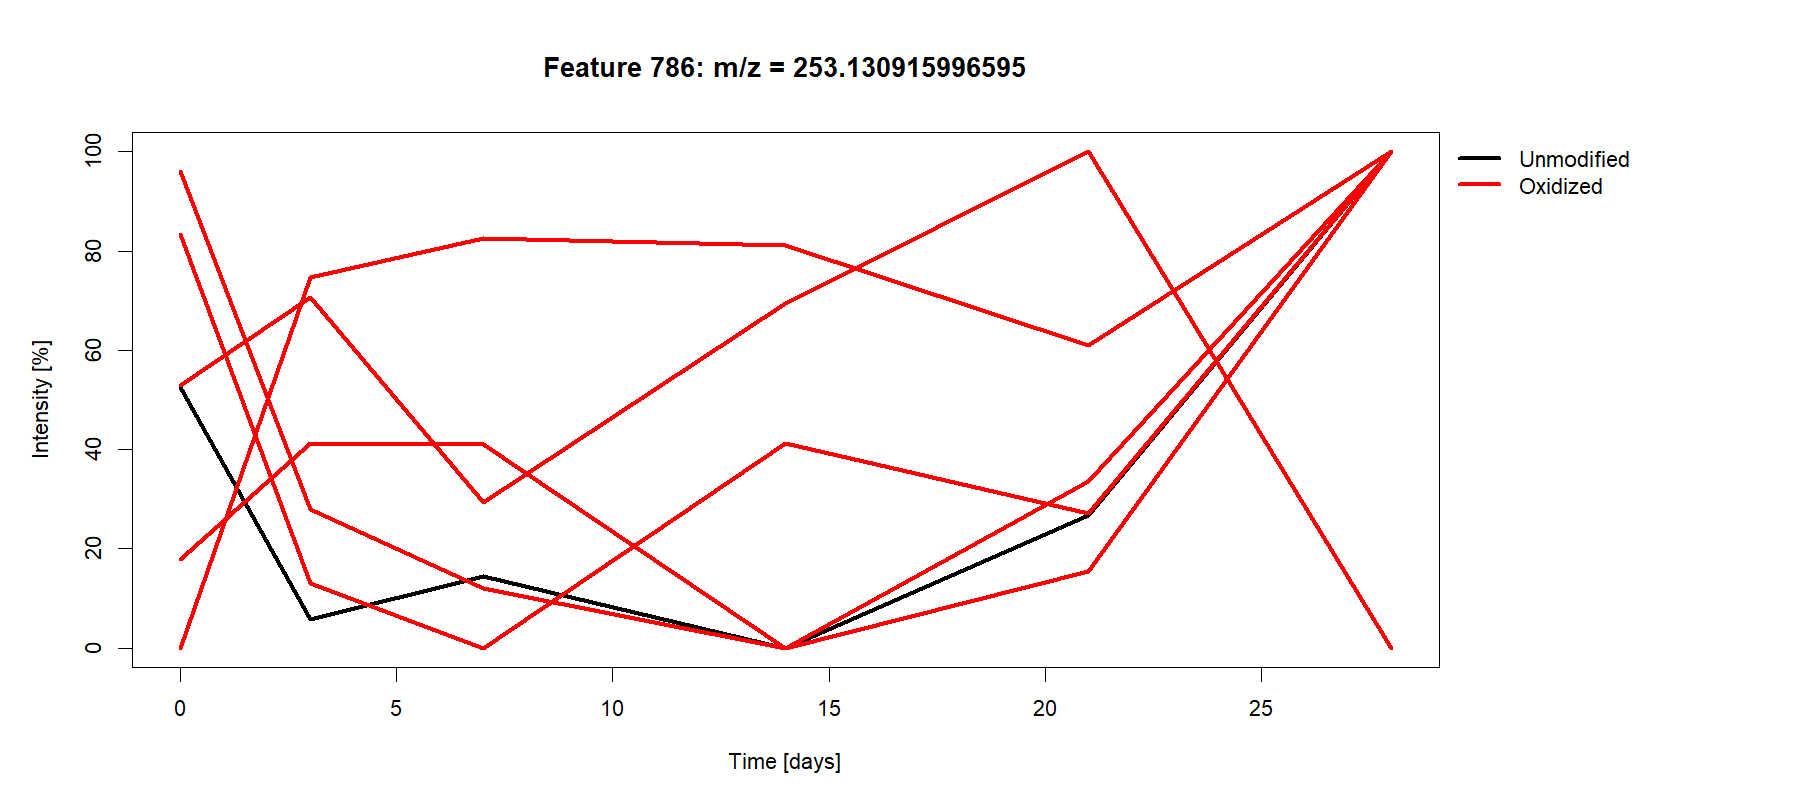 Feature 786: m/z = 253.130915996595
Unmodified
Oxidized
Intensity [%]
100
80
60
40
20
0
0 5 10 15 20 25
Time [days]